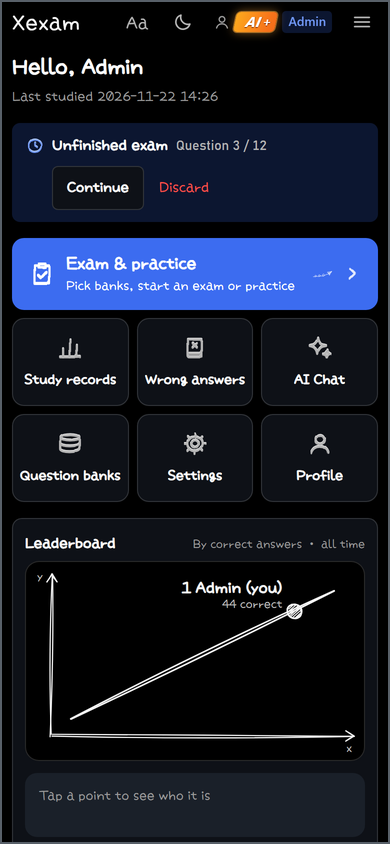 Xexam
Aa
AI+
Admin
Hello, Admin
Last studied 2026-11-22 14:26
Unfinished exam Question 3 / 12
Continue Discard
Exam & practice
Pick banks, start an exam or practice
Study records Wrong answers AI Chat
Question banks Settings Profile
Leaderboard By correct answers • all time
y
1 Admin (you)
44 correct
x
Tap a point to see who it is